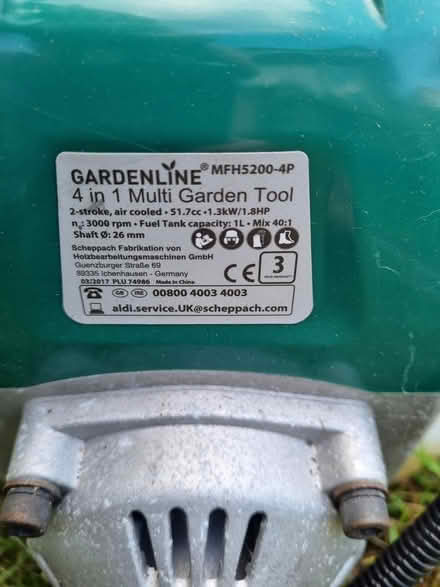 GARDENLINE® MFH5200-4P
4 in 1 Multi Garden Tool
2-stroke, air cooled • 51.7cc • 1.3kW/1.8HP
n₀: 3000 rpm • Fuel Tank capacity: 1L • Mix 40:1
Shaft Ø: 26 mm
Scheppach Fabrikation von
Holzbearbeitungsmaschinen GmbH
Guenzburger Straße 69
89335 Ichenhausen - Germany
03/2017 PLU.74986 Made in China
CE
3
GB IRE 00800 4003 4003
aldi.service.UK@scheppach.com